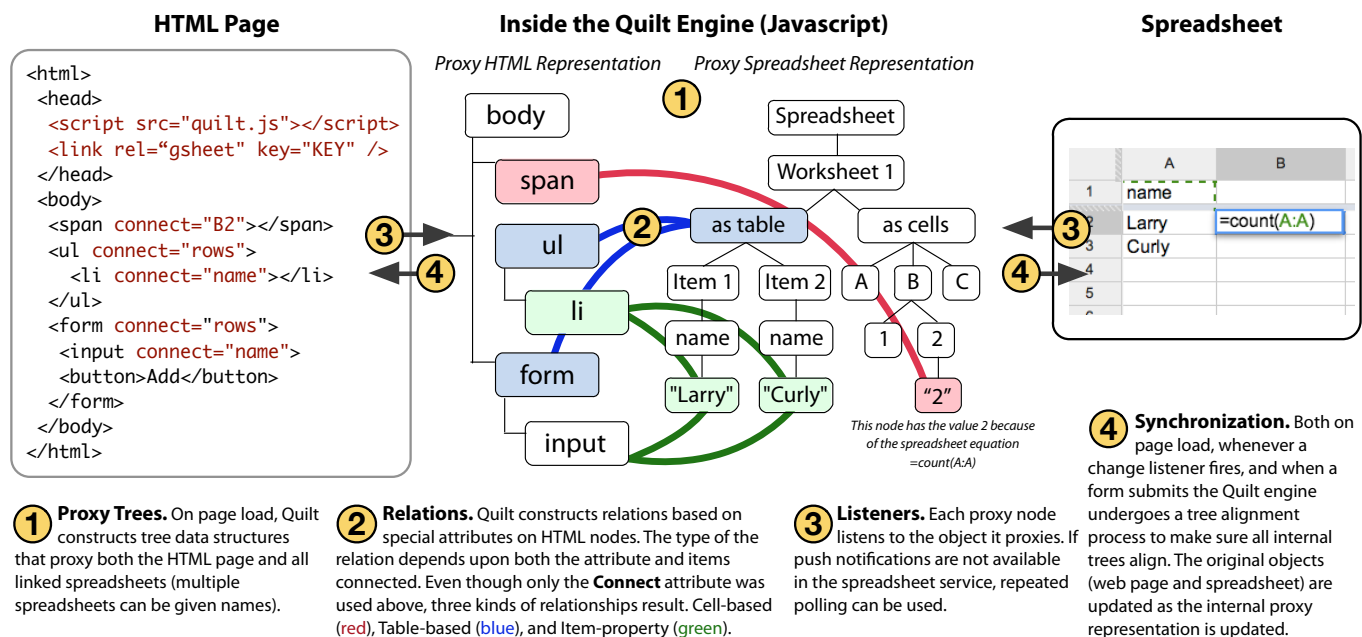 HTML Page
<html>
<head>
<script src="quilt.js"></script>
<link rel=“gsheet" key="KEY" />
</head>
<body>
<span connect="B2"></span>
<ul connect="rows">
<li connect="name"></li>
</ul>
<form connect="rows">
<input connect="name">
<button>Add</button>
</form>
</body>
</html>
Inside the Quilt Engine (Javascript)
Proxy HTML Representation
Proxy Spreadsheet Representation
1
body
span
ul
li
form
input
3
4
2
Spreadsheet
Worksheet 1
as table
as cells
Item 1
Item 2
A
B
C
name
name
1
2
"Larry"
"Curly"
“2”
This node has the value 2 because
of the spreadsheet equation
=count(A:A)
Spreadsheet
3
4
A
B
1
name
2
Larry
=count(A:A)
3
Curly
4
5
1 Proxy Trees. On page load, Quilt
constructs tree data structures
that proxy both the HTML page and all
linked spreadsheets (multiple
spreadsheets can be given names).
2 Relations. Quilt constructs relations based on
special attributes on HTML nodes. The type of the
relation depends upon both the attribute and items
connected. Even though only the Connect attribute was
used above, three kinds of relationships result. Cell-based
(red), Table-based (blue), and Item-property (green).
3 Listeners. Each proxy node
listens to the object it proxies. If
push notifications are not available
in the spreadsheet service, repeated
polling can be used.
4 Synchronization. Both on
page load, whenever a
change listener fires, and when a
form submits the Quilt engine
undergoes a tree alignment
process to make sure all internal
trees align. The original objects
(web page and spreadsheet) are
updated as the internal proxy
representation is updated.